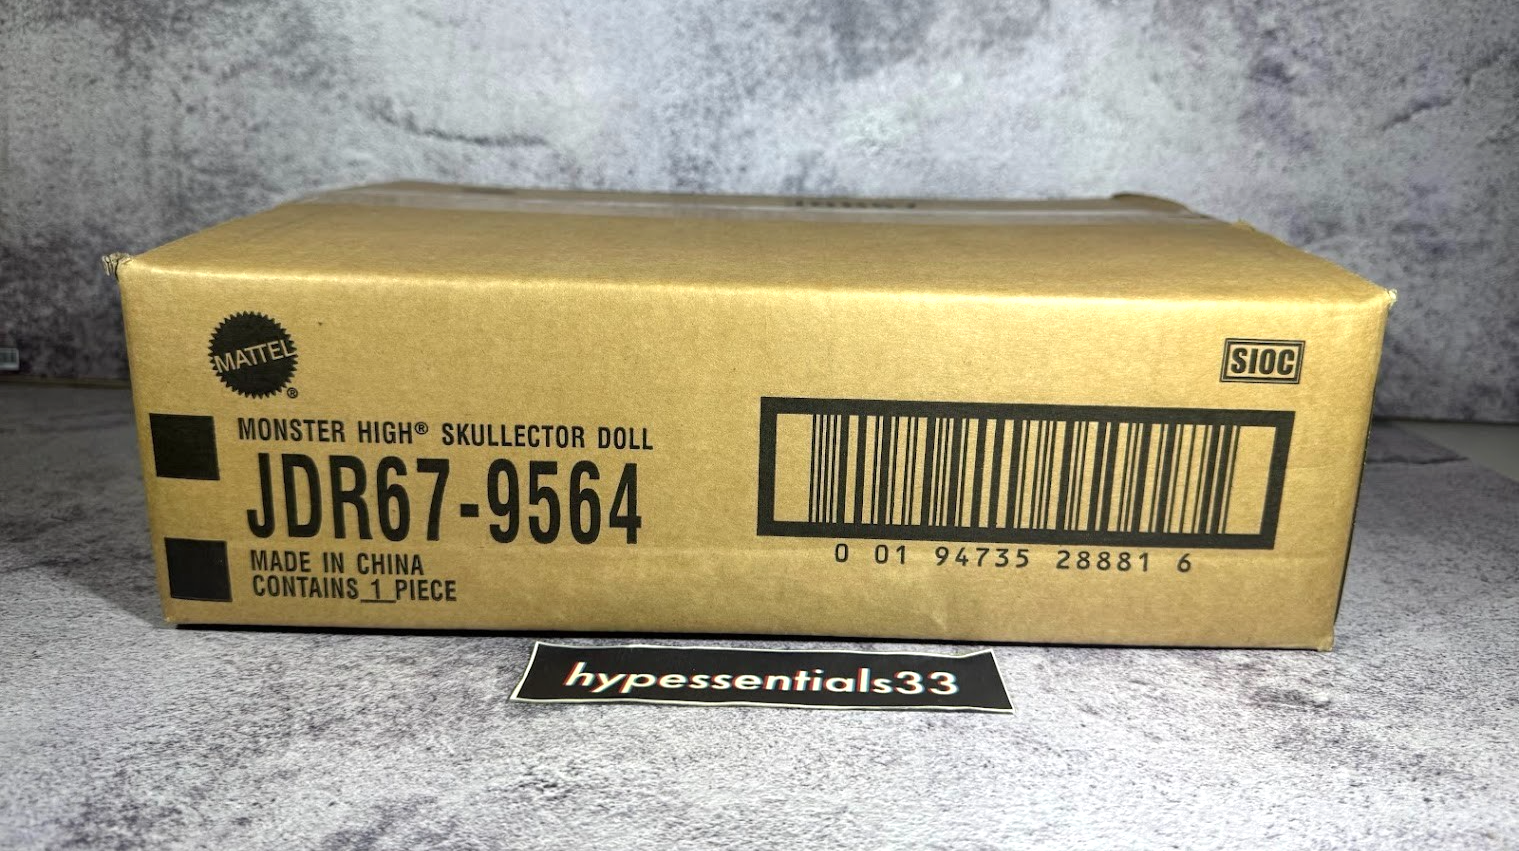 MATTEL
®
SIOC
MONSTER HIGH® SKULLECTOR DOLL
JDR67-9564
MADE IN CHINA
CONTAINS 1 PIECE
0 01 94735 28881 6
hypessentials33